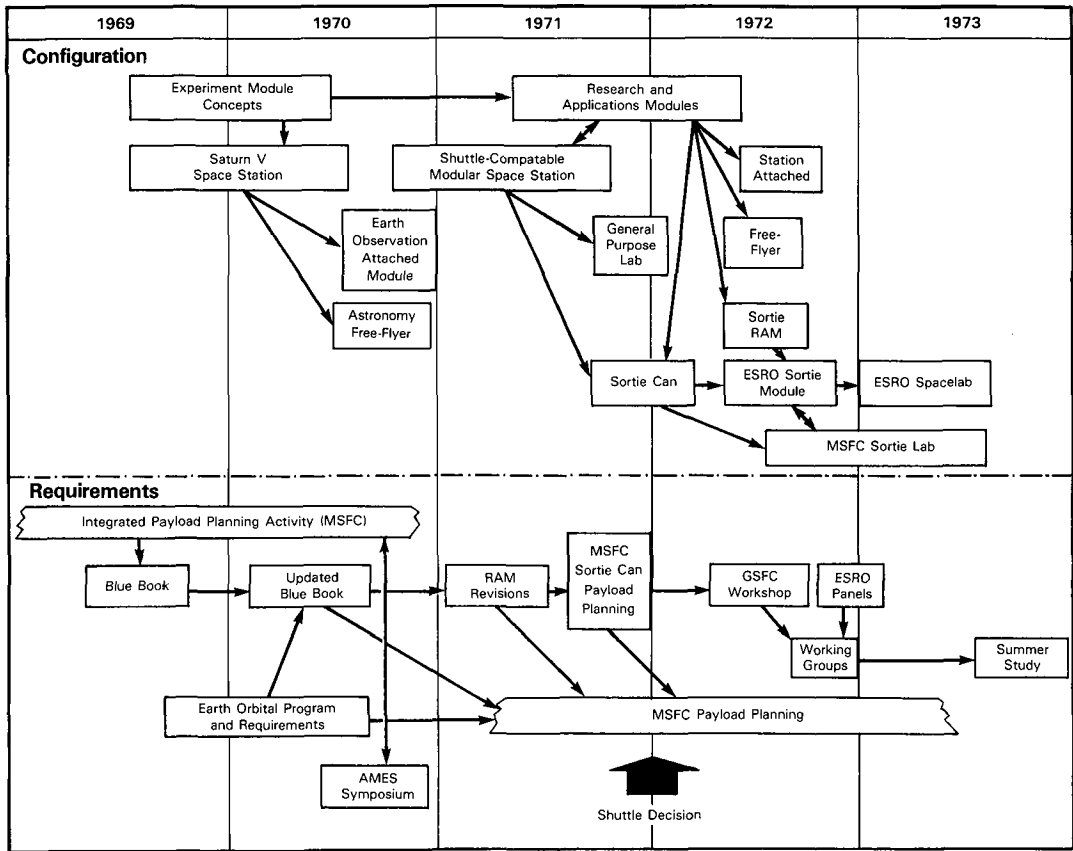 1969
1970
1971
1972
1973
Configuration
Experiment Module
Concepts
Research and
Applications Modules
Saturn V
Space Station
Shuttle-Compatable
Modular Space Station
Station
Attached
Earth
Observation
Attached
Module
General
Purpose
Lab
Free-
Flyer
Astronomy
Free-Flyer
Sortie
RAM
Sortie Can
ESRO Sortie
Module
ESRO Spacelab
MSFC Sortie Lab
Requirements
Integrated Payload Planning Activity (MSFC)
Blue Book
Updated
Blue Book
RAM
Revisions
MSFC
Sortie Can
Payload
Planning
GSFC
Workshop
ESRO
Panels
Working
Groups
Summer
Study
Earth Orbital Program
and Requirements
MSFC Payload Planning
AMES
Symposium
Shuttle Decision